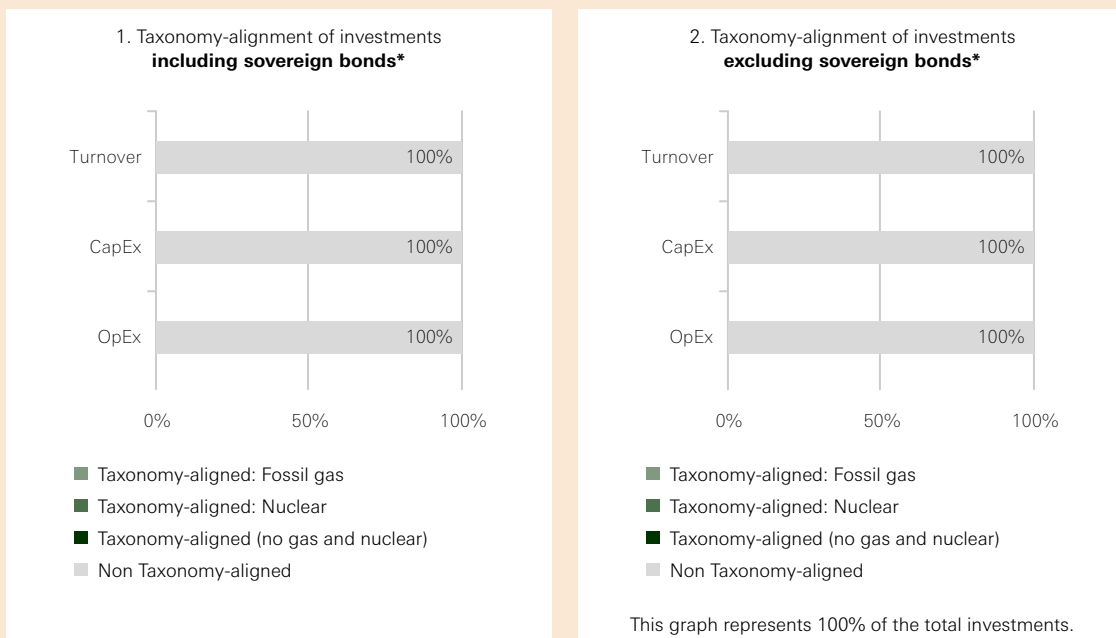 1. Taxonomy-alignment of investments
including sovereign bonds*
Turnover
100%
CapEx
100%
OpEx
100%
0%
50%
100%
Taxonomy-aligned: Fossil gas
Taxonomy-aligned: Nuclear
Taxonomy-aligned (no gas and nuclear)
Non Taxonomy-aligned
2. Taxonomy-alignment of investments
excluding sovereign bonds*
Turnover
100%
CapEx
100%
OpEx
100%
0%
50%
100%
Taxonomy-aligned: Fossil gas
Taxonomy-aligned: Nuclear
Taxonomy-aligned (no gas and nuclear)
Non Taxonomy-aligned
This graph represents 100% of the total investments.